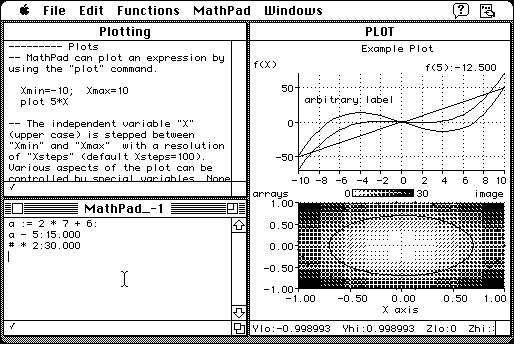 File Edit Functions MathPad Windows
Plotting
--------- Plots
-- MathPad can plot an expression by
using the "plot" command.
Xmin=-10; Xmax=10
plot 5*X
-- The independent variable "X"
(upper case) is stepped between
"Xmin" and "Xmax" with a resolution
of "Xsteps" (default Xsteps=100).
Various aspects of the plot can be
controlled by special variables. None
✓
MathPad_-1
a := 2 * 7 + 6:
a - 5:15.000
# * 2:30.000
✓
PLOT
Example Plot
f(X)
f(5):-12.500
50
arbitrary label
0
-50
-10 -8 -6 -4 -2 0 2 4 6 8 10
arrays 0 30 image
1.00
0.50
0.00
-0.50
-1.00
-1.00 -0.50 0.00 0.50 1.00
X axis
Ylo:-0.998993 Yhi:0.998993 Zlo:0 Zhi: